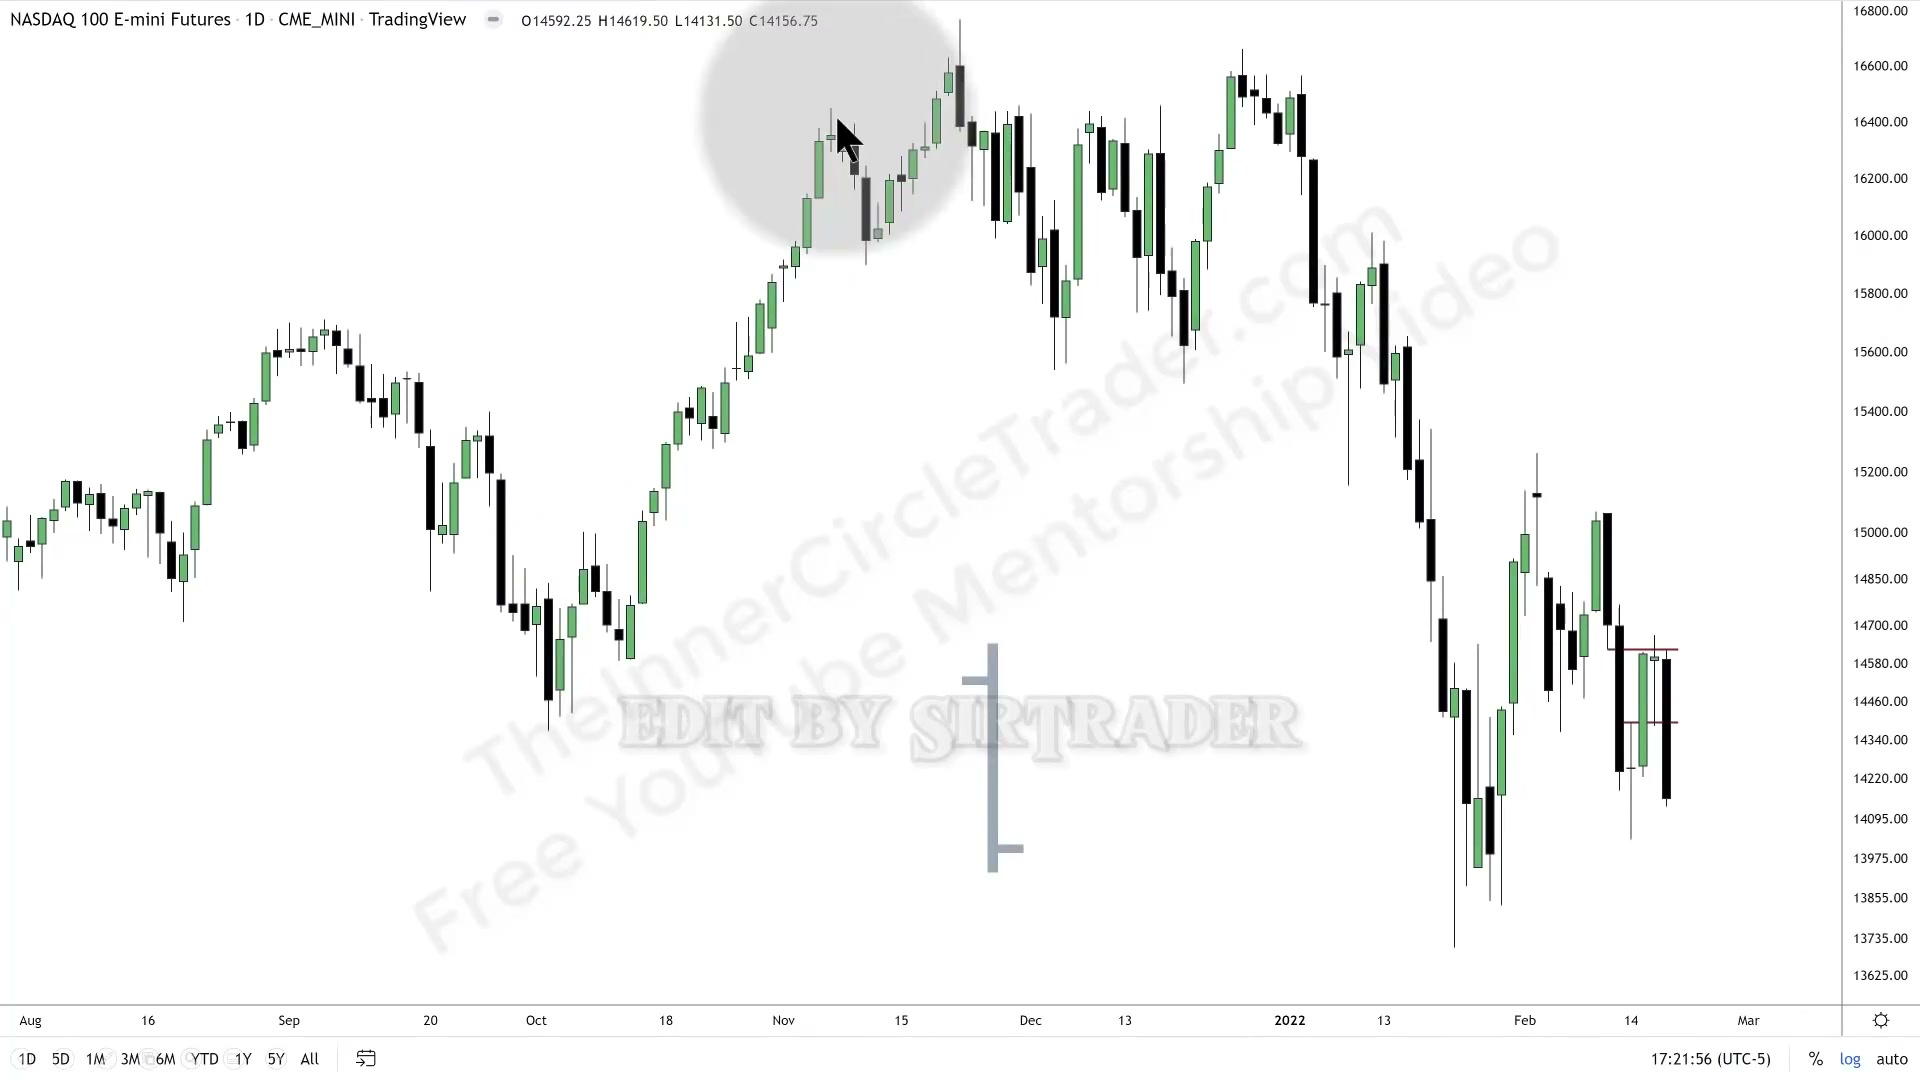 NASDAQ 100 E-mini Futures · 1D · CME_MINI · TradingView
O14592.25 H14619.50 L14131.50 C14156.75
16800.00
16600.00
16400.00
16200.00
16000.00
15800.00
15600.00
15400.00
15200.00
15000.00
14850.00
14700.00
14580.00
14460.00
14340.00
14220.00
14095.00
13975.00
13855.00
13735.00
13625.00
TheInnerCircleTrader.com
Free YouTube Mentorship Video
EDIT BY SIRTRADER
Aug 16 Sep 20 Oct 18 Nov 15 Dec 13 2022 13 Feb 14 Mar
1D 5D 1M 3M 6M YTD 1Y 5Y All
17:21:56 (UTC-5) % log auto